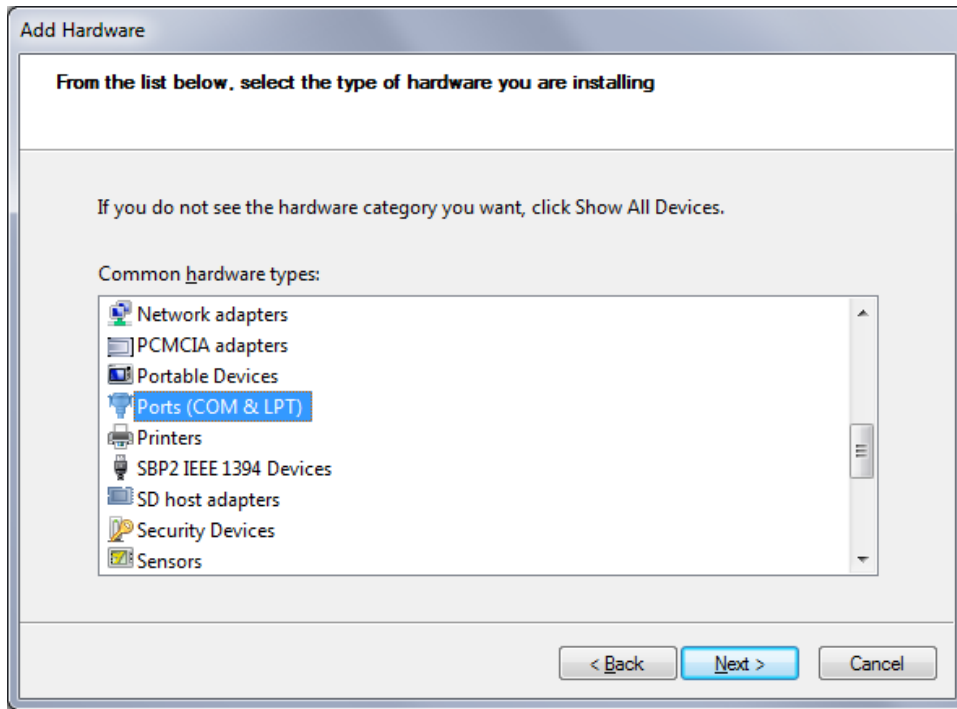 Add Hardware
From the list below, select the type of hardware you are installing
If you do not see the hardware category you want, click Show All Devices.
Common hardware types:
Network adapters
PCMCIA adapters
Portable Devices
Ports (COM & LPT)
Printers
SBP2 IEEE 1394 Devices
SD host adapters
Security Devices
Sensors
< Back Next > Cancel